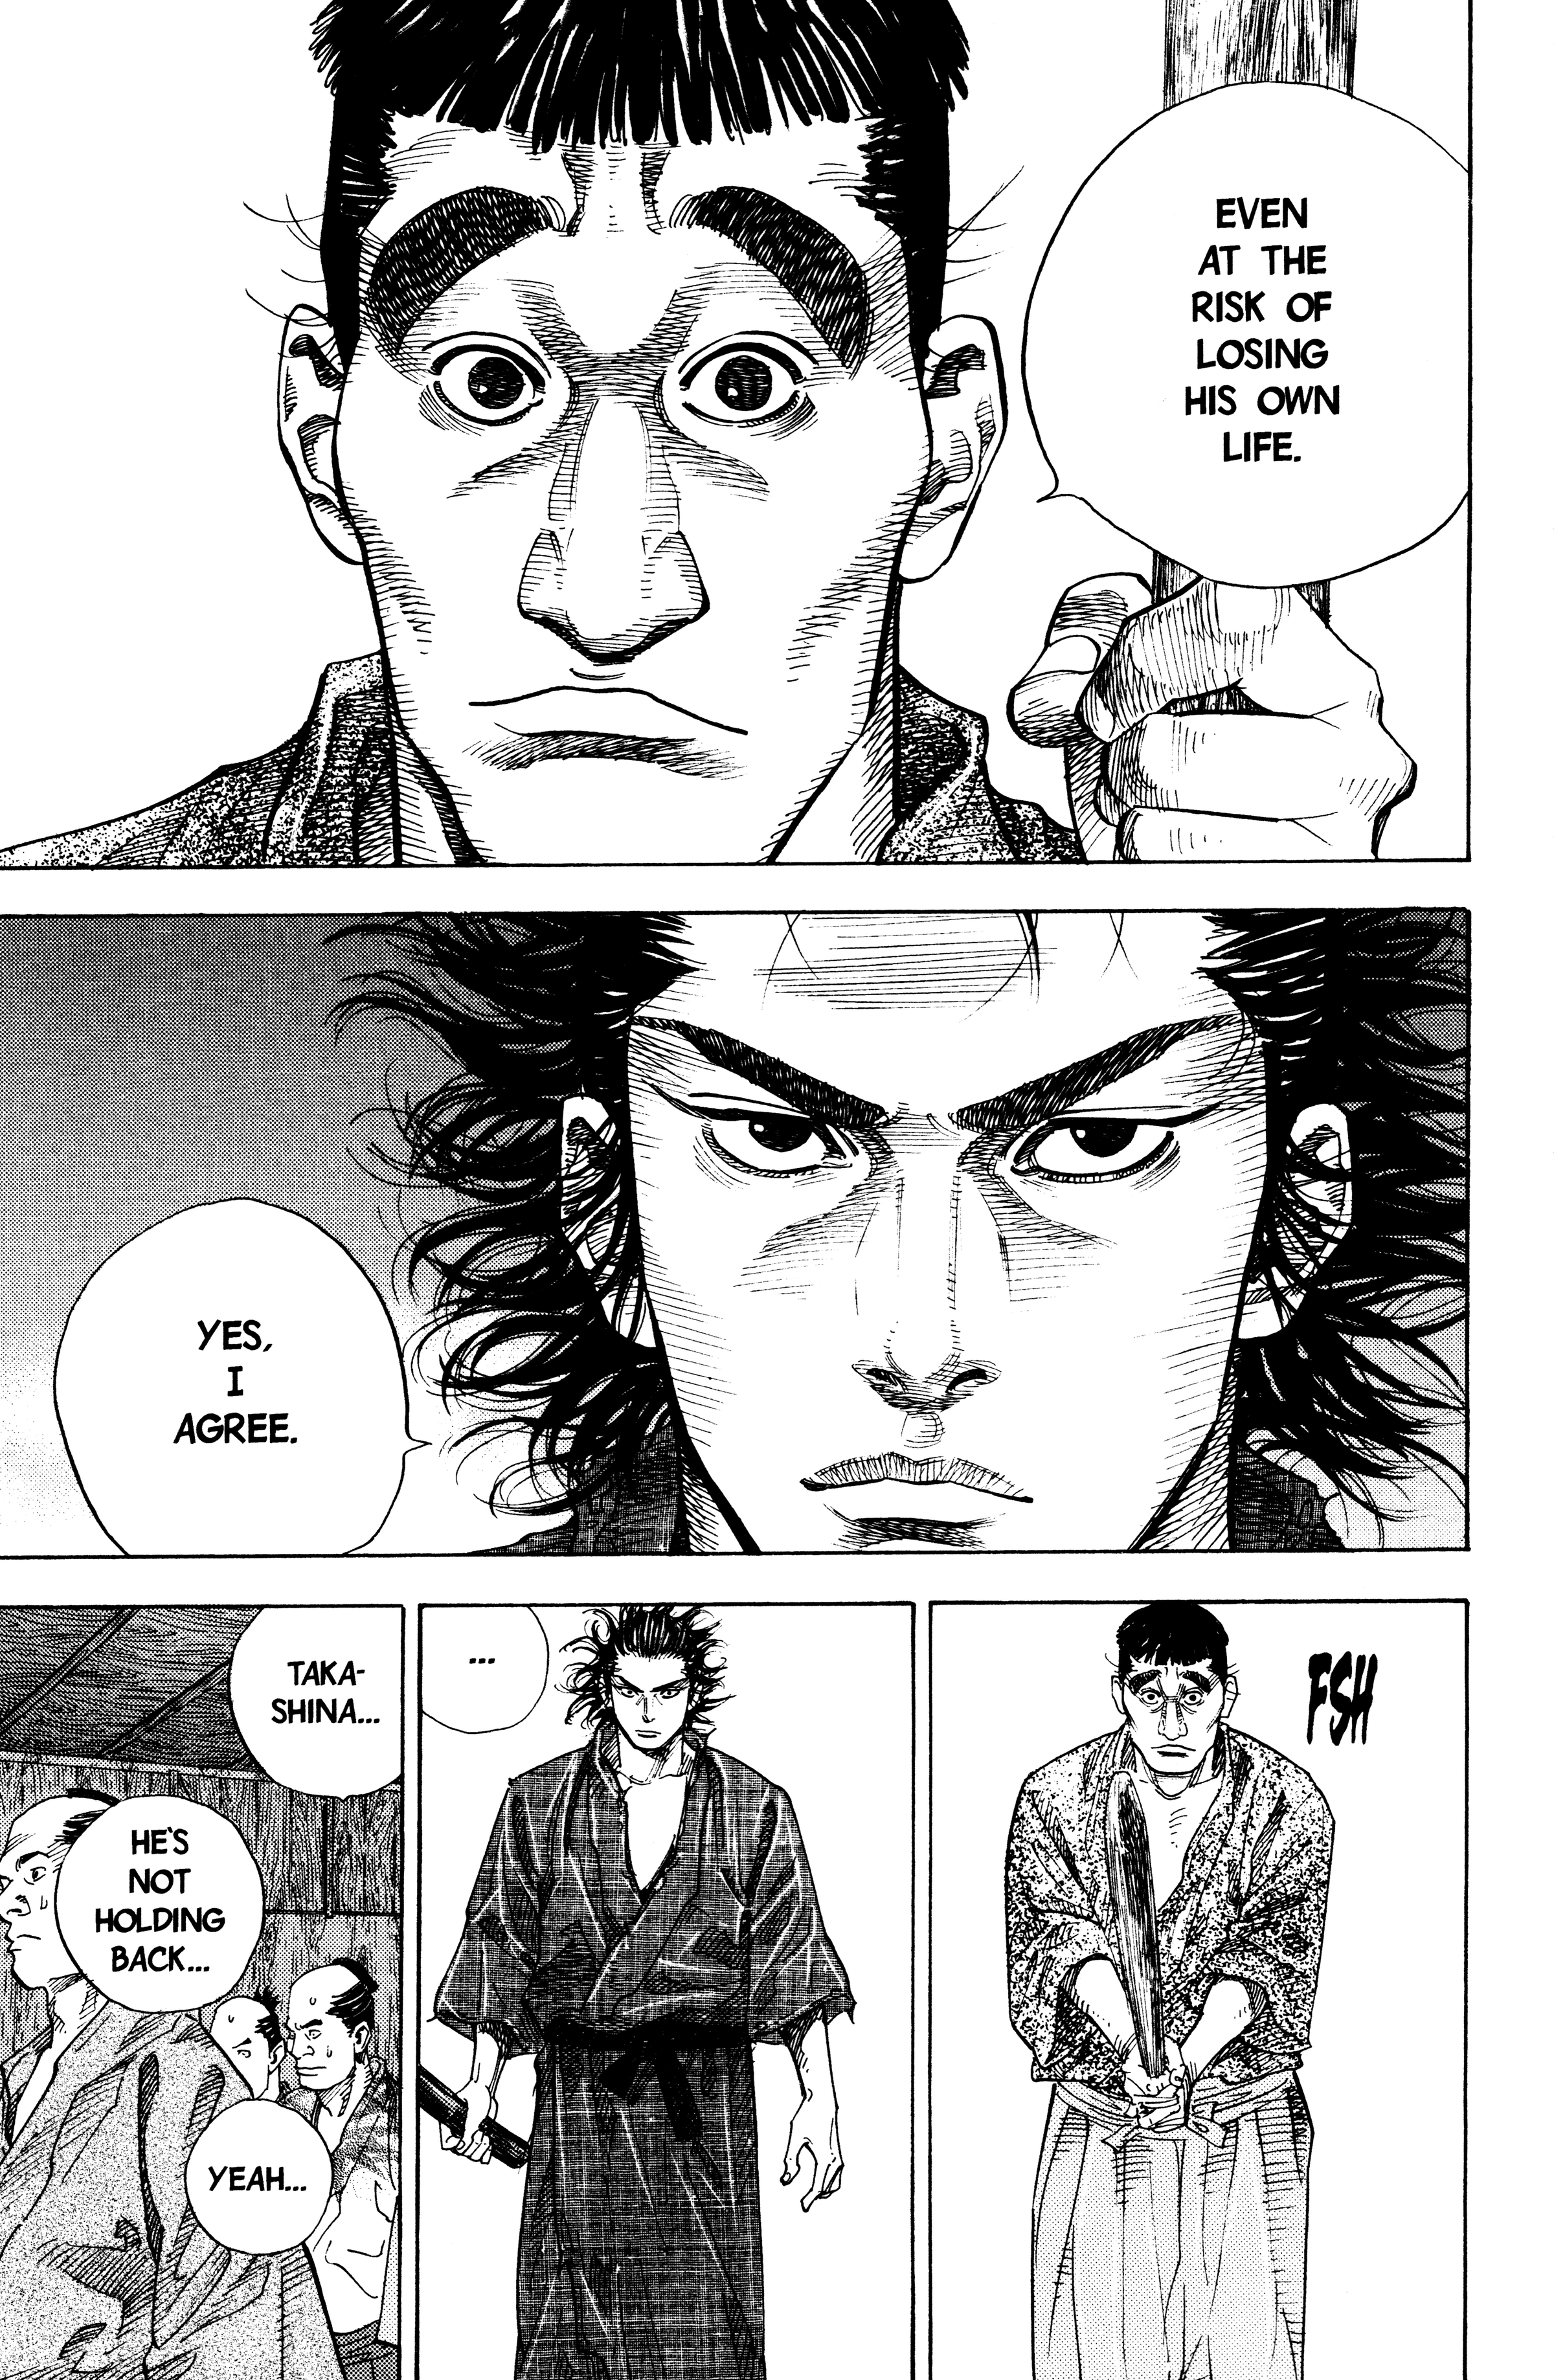 EVEN
AT THE
RISK OF
LOSING
HIS OWN
LIFE.
YES,
I
AGREE.
FSH
...
TAKA-
SHINA...
HE'S
NOT
HOLDING
BACK...
YEAH...